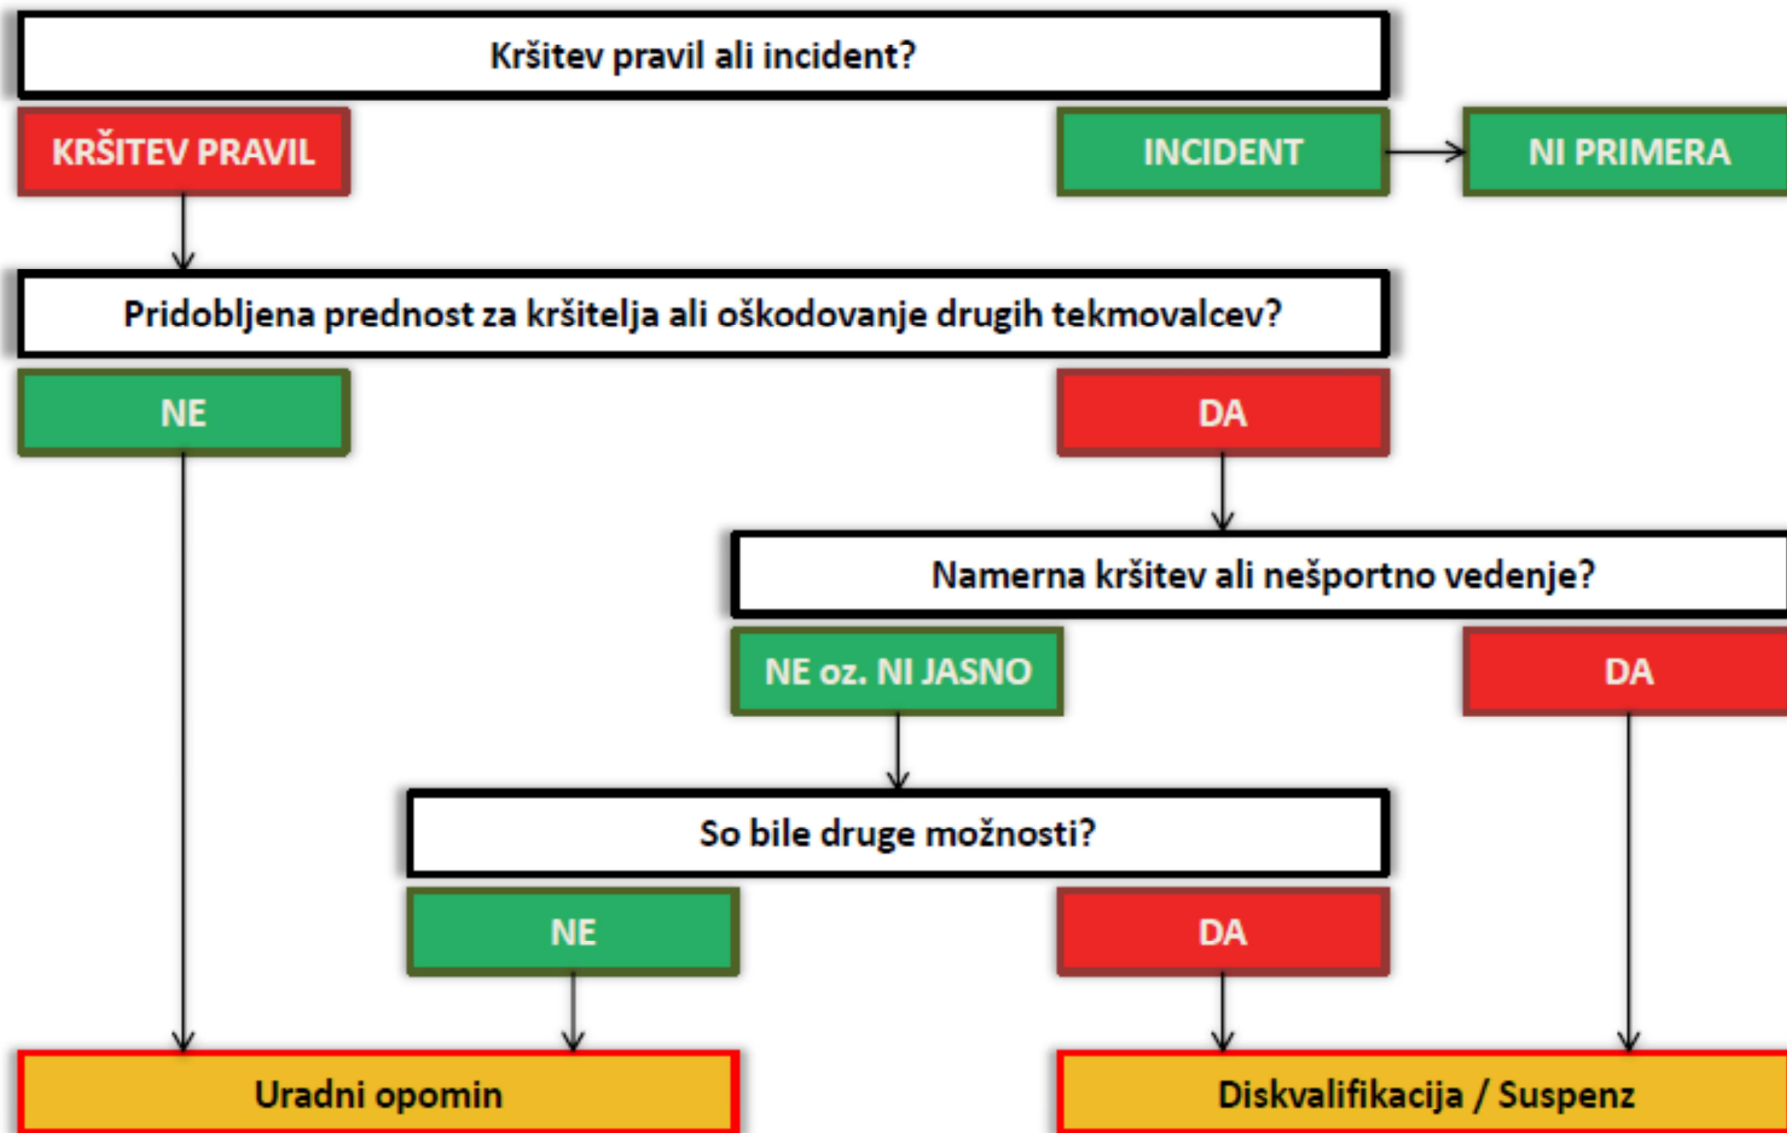 Kršitev pravil ali incident?
KRŠITEV PRAVIL
INCIDENT
NI PRIMERA
Pridobljena prednost za kršitelja ali oškodovanje drugih tekmovalcev?
NE
DA
Namerna kršitev ali nešportno vedenje?
NE oz. NI JASNO
DA
So bile druge možnosti?
NE
DA
Uradni opomin
Diskvalifikacija / Suspenz